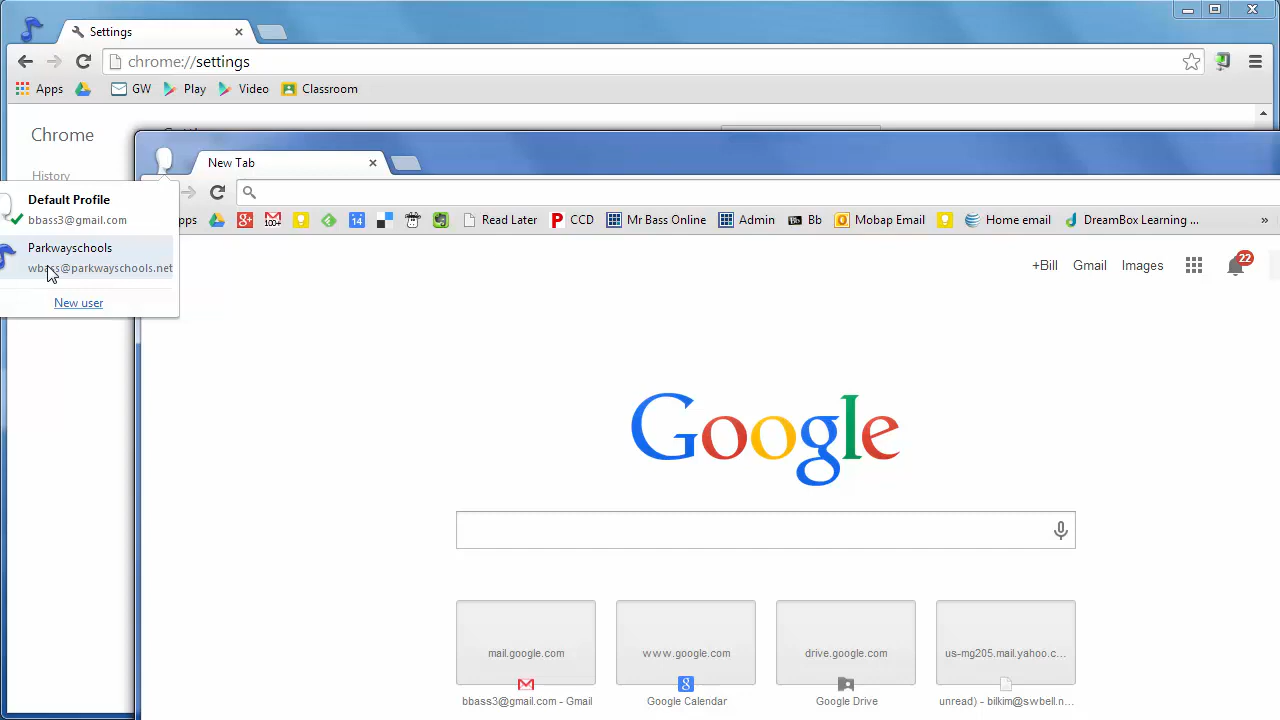 Settings
chrome://settings
Apps GW Play Video Classroom
Chrome
History
New Tab
Default Profile
bbass3@gmail.com
Parkwayschools
wbass@parkwayschools.net
New user
pps 100+ 14 Read Later CCD Mr Bass Online Admin Bb Bb Mobap Email Home email DreamBox Learning ... »
+Bill Gmail Images 22
Google
mail.google.com www.google.com drive.google.com us-mg205.mail.yahoo.c...
bbass3@gmail.com - Gmail Google Calendar Google Drive unread) - bilkim@swbell.n...